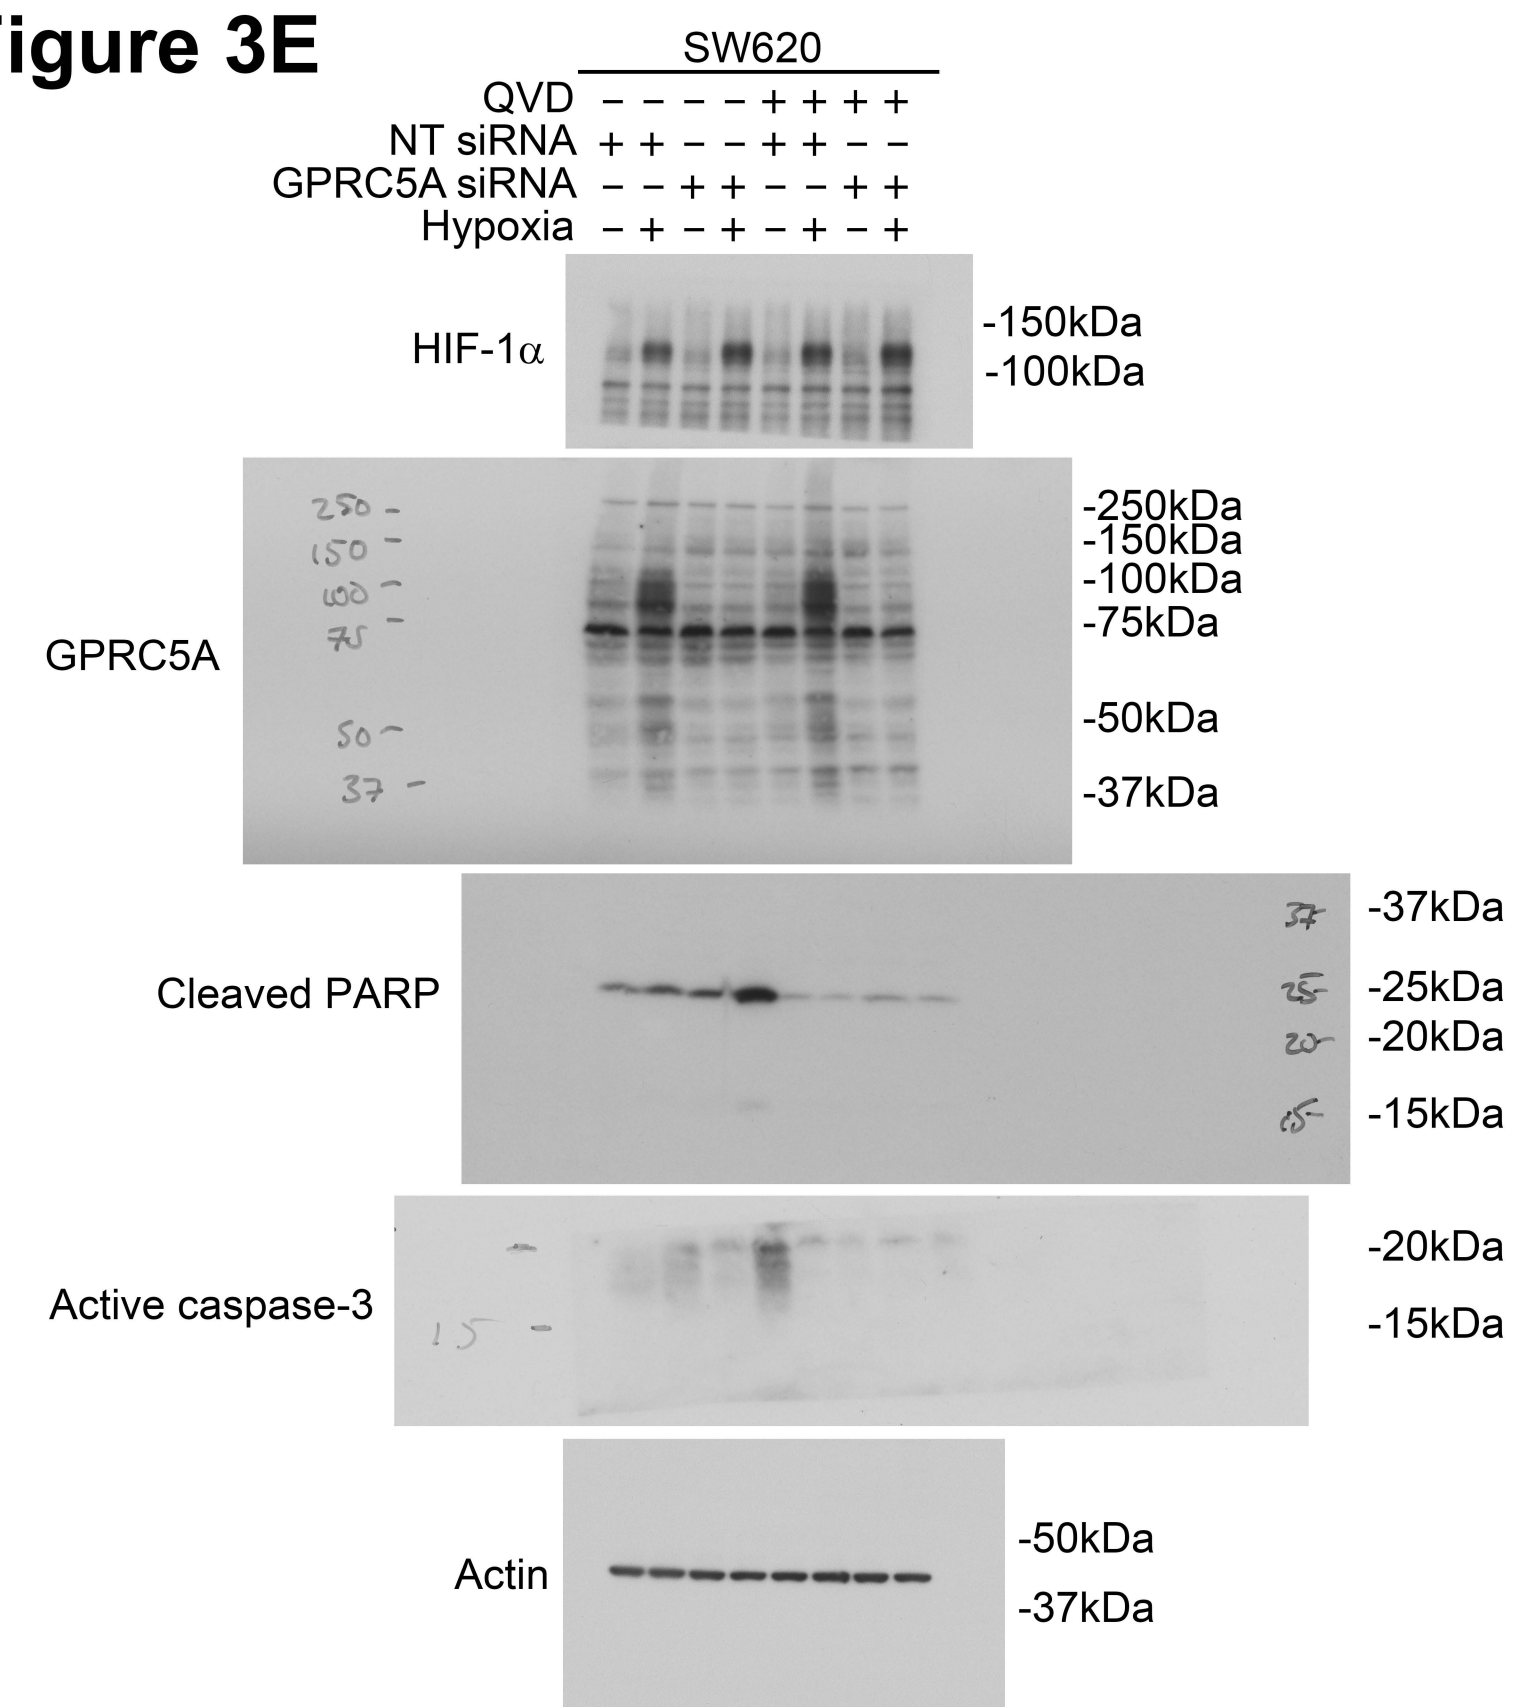 igure 3E
SW620
QVD − − − − + + + +
NT siRNA + + − − + + − −
GPRC5A siRNA − − + + − − + +
Hypoxia − + − + − + − +
HIF-1α
-150kDa
-100kDa
GPRC5A
250 -
150 -
100 -
75 -
50 -
37 -
-250kDa
-150kDa
-100kDa
-75kDa
-50kDa
-37kDa
Cleaved PARP
37-
25-
20-
15-
-37kDa
-25kDa
-20kDa
-15kDa
Active caspase-3
15 -
-20kDa
-15kDa
Actin
-50kDa
-37kDa